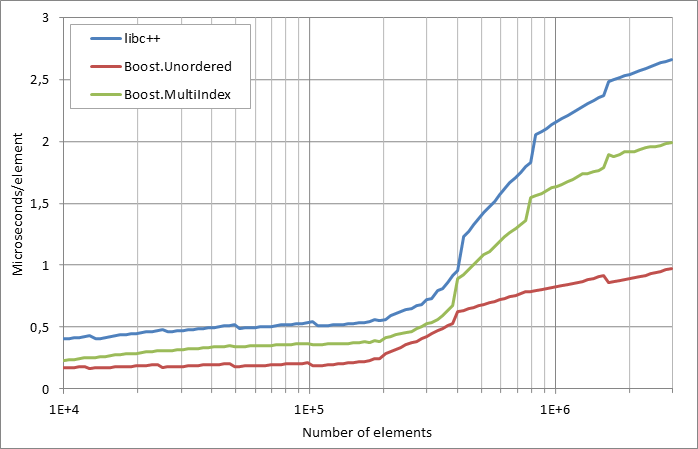 3
2,5
2
1,5
1
0,5
0
Microseconds/element
libc++
Boost.Unordered
Boost.MultiIndex
1E+4
1E+5
1E+6
Number of elements